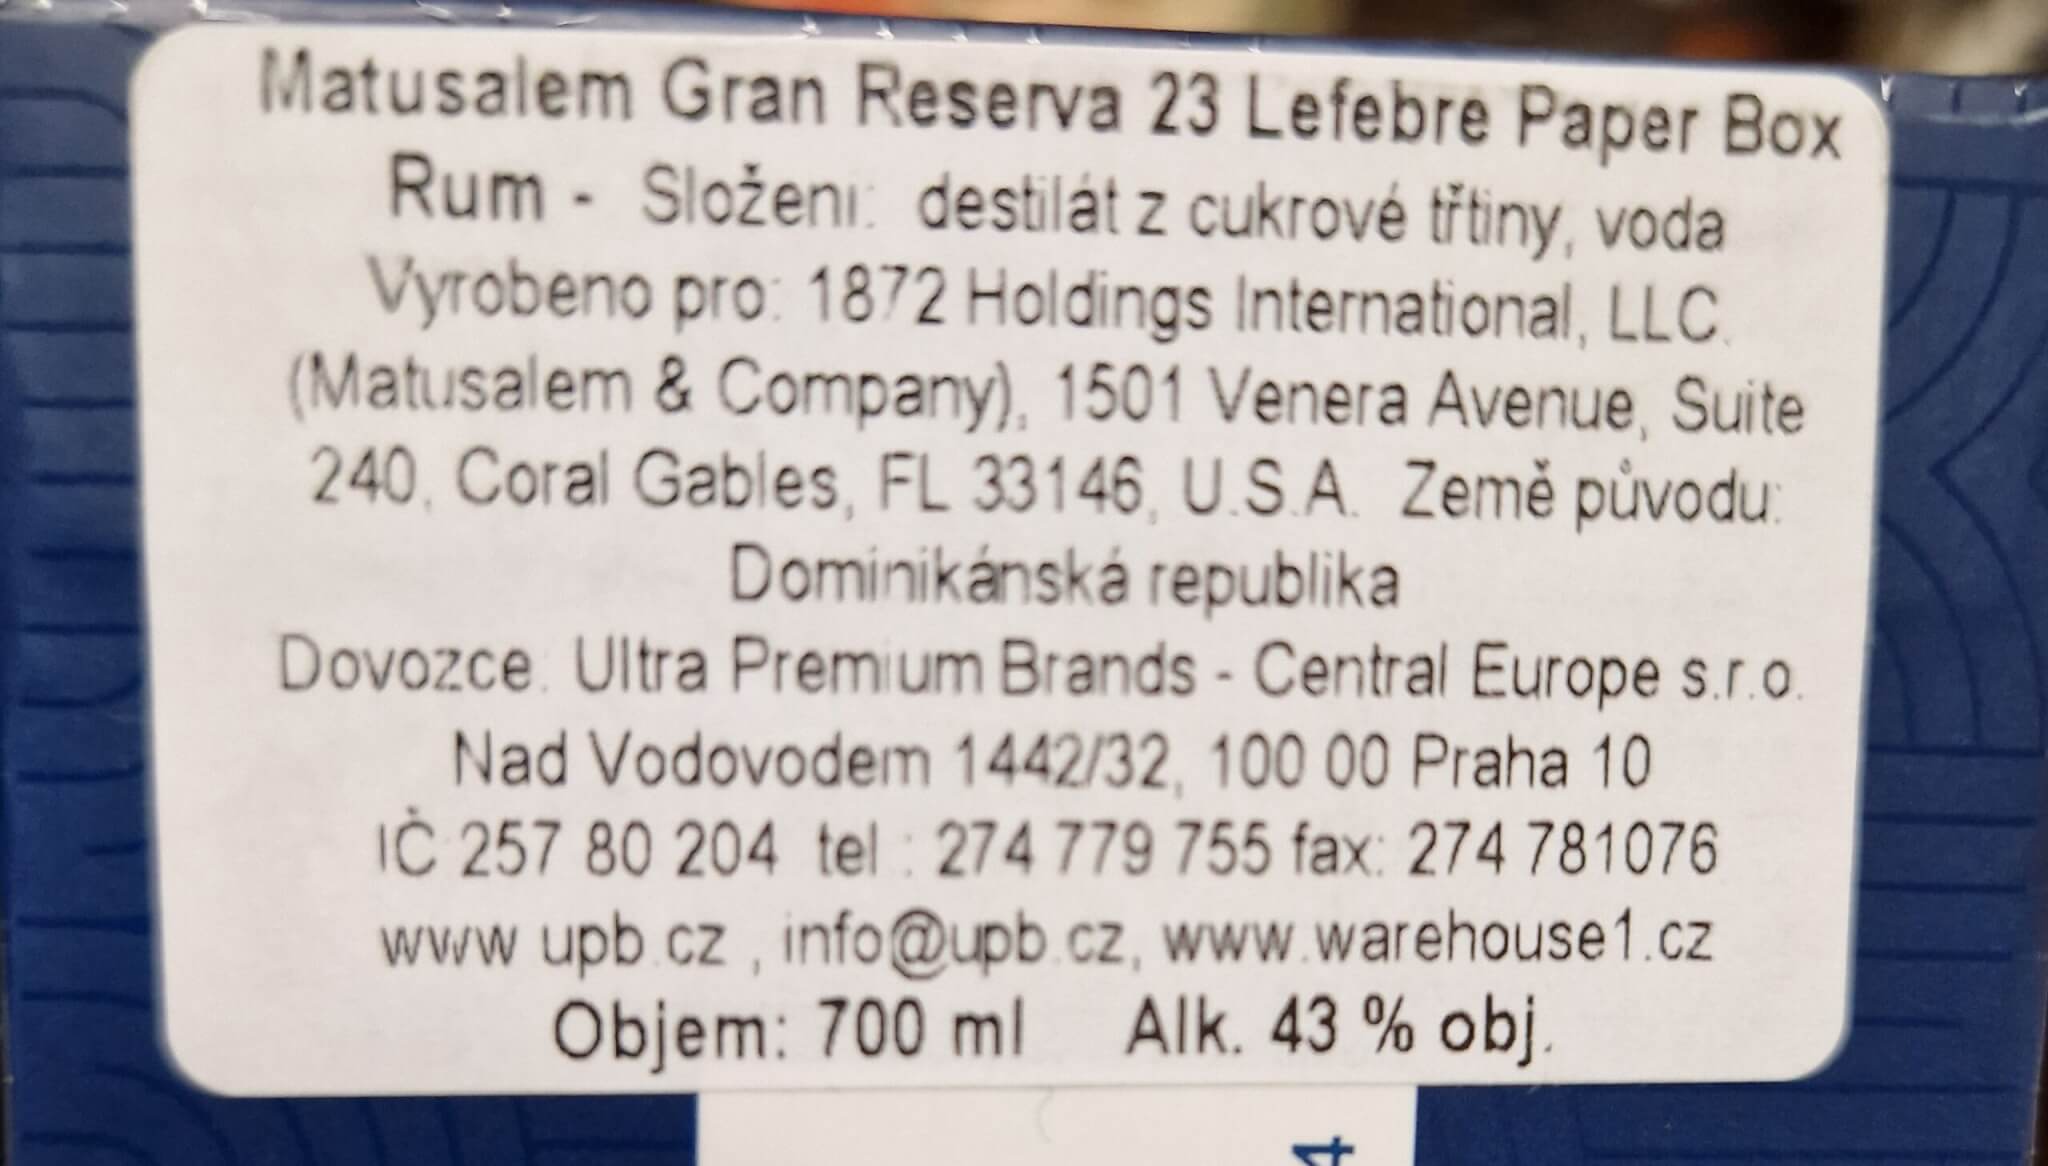 Matusalem Gran Reserva 23 Lefebre Paper Box
Rum - Složení: destilát z cukrové třtiny, voda
Vyrobeno pro: 1872 Holdings International, LLC.
(Matusalem & Company), 1501 Venera Avenue, Suite
240, Coral Gables, FL 33146, U.S.A. Země původu:
Dominikánská republika
Dovozce: Ultra Premium Brands - Central Europe s.r.o.
Nad Vodovodem 1442/32, 100 00 Praha 10
IČ:257 80 204 tel.: 274 779 755 fax: 274 781076
www.upb.cz , info@upb.cz, www.warehouse1.cz
Objem: 700 ml Alk. 43 % obj.
4